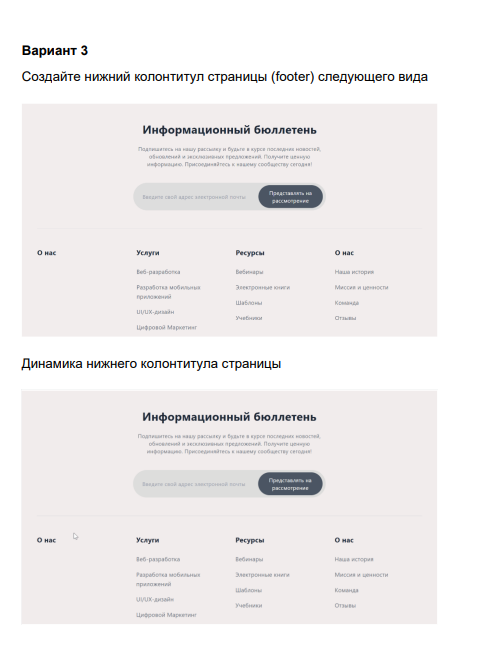 Вариант 3
Создайте нижний колонтитул страницы (footer) следующего вида
Информационный бюллетень
Подпишитесь на нашу рассылку и будьте в курсе последних новостей,
обновлений и эксклюзивных предложений. Получите ценную
информацию. Присоединяйтесь к нашему сообществу сегодня!
Введите свой адрес электронной почты
Представлять на
рассмотрение
О нас
Услуги
Ресурсы
О нас
Веб-разработка
Вебинары
Наша история
Разработка мобильных
приложений
Электронные книги
Миссия и ценности
Шаблоны
Команда
UI/UX-дизайн
Учебники
Отзывы
Цифровой Маркетинг
Динамика нижнего колонтитула страницы
Информационный бюллетень
Подпишитесь на нашу рассылку и будьте в курсе последних новостей,
обновлений и эксклюзивных предложений. Получите ценную
информацию. Присоединяйтесь к нашему сообществу сегодня!
Введите свой адрес электронной почты
Представлять на
рассмотрение
О нас
Услуги
Ресурсы
О нас
Веб-разработка
Вебинары
Наша история
Разработка мобильных
приложений
Электронные книги
Миссия и ценности
Шаблоны
Команда
UI/UX-дизайн
Учебники
Отзывы
Цифровой Маркетинг